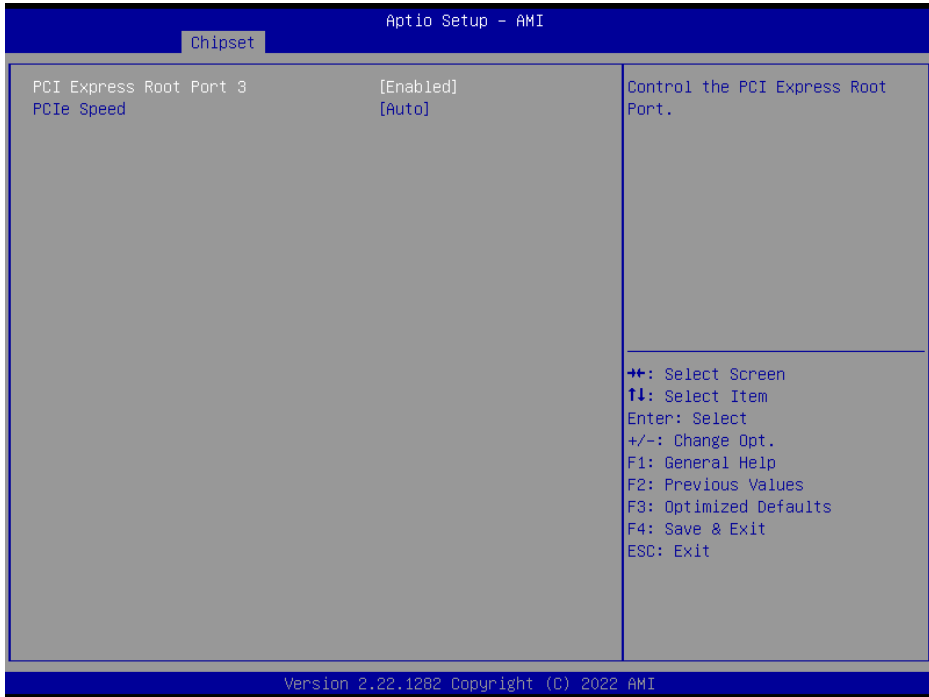 Aptio Setup – AMI
Chipset
PCI Express Root Port 3 [Enabled]
PCIe Speed [Auto]
Control the PCI Express Root
Port.
→←: Select Screen
↑↓: Select Item
Enter: Select
+/-: Change Opt.
F1: General Help
F2: Previous Values
F3: Optimized Defaults
F4: Save & Exit
ESC: Exit
Version 2.22.1282 Copyright (C) 2022 AMI